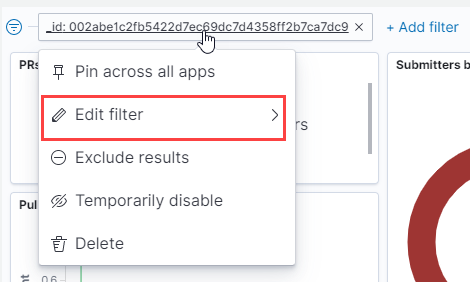 _id: 002abe1c2fb5422d7ec69dc7d4358ff2b7ca7dc9 ×
+ Add filter
PRs
Submitters b
Pin across all apps
Edit filter
rs
Exclude results
Temporarily disable
Pul
Delete
0.6